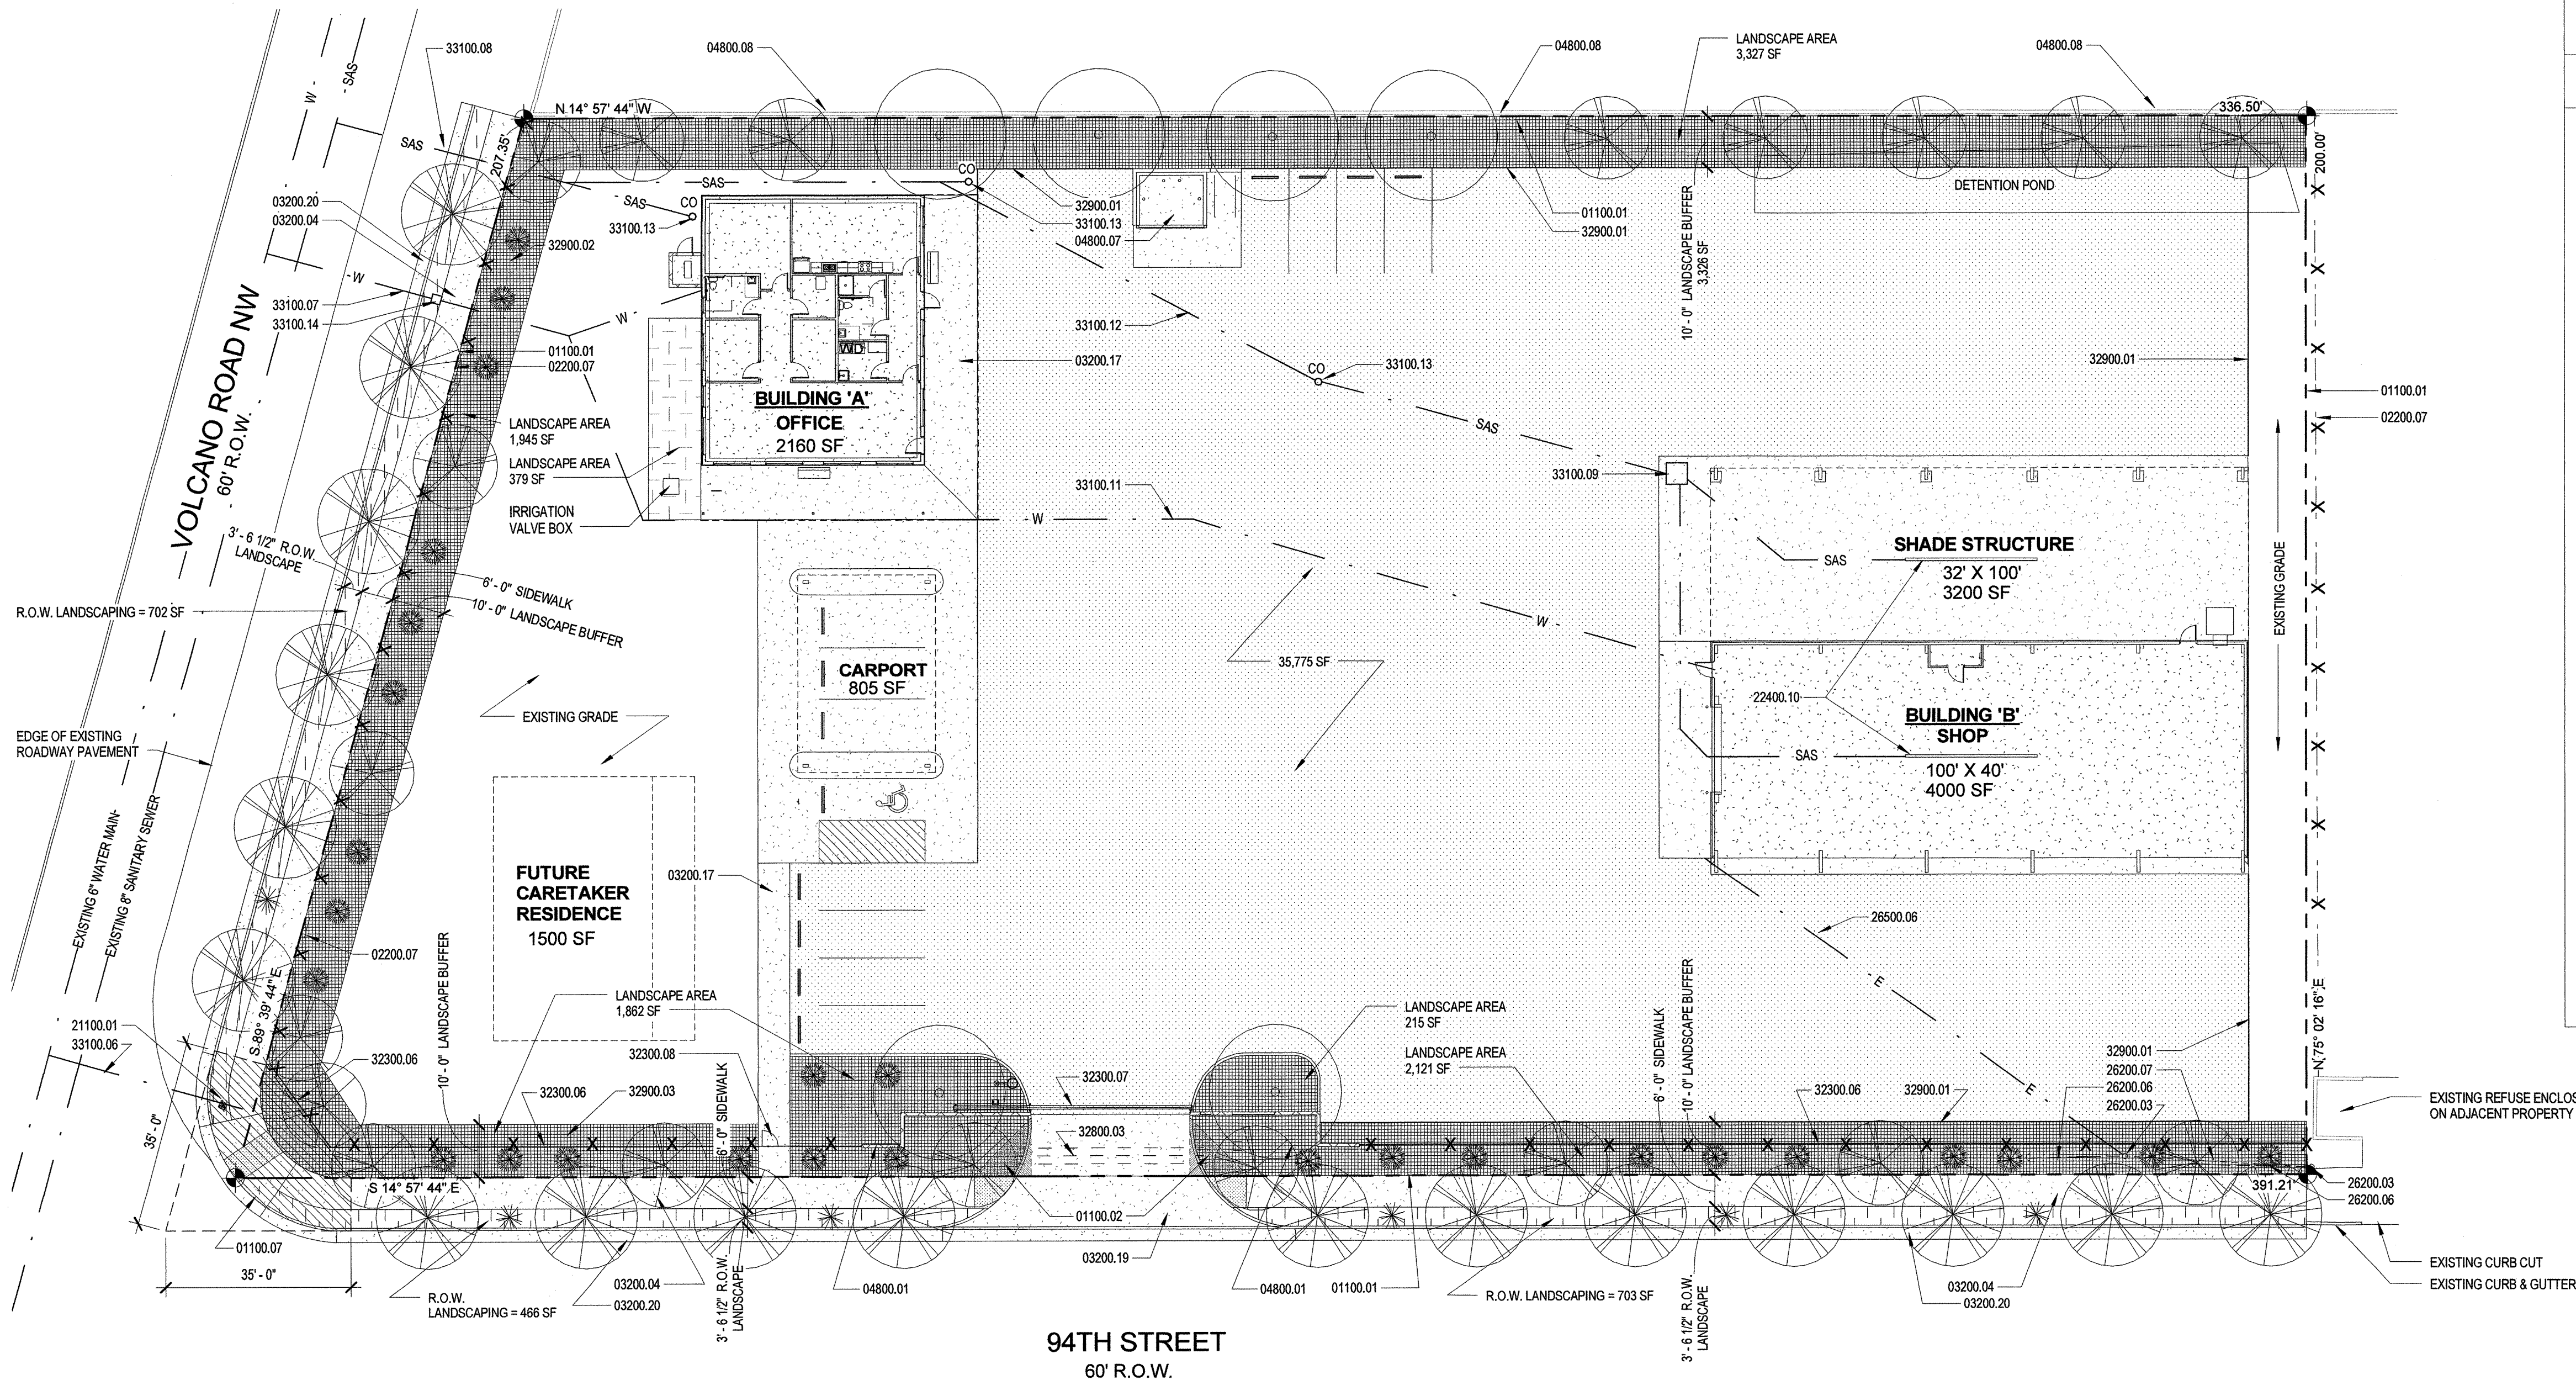 33100.08
04800.08
04800.08
LANDSCAPE AREA
3,327 SF
04800.08
W
SAS
N 14° 57' 44" W
336.50'
SAS
207.35'
200.00'
CO
SAS
DETENTION POND
03200.20
03200.04
SAS
CO
33100.13
32900.01
33100.13
04800.07
01100.01
32900.01
10' - 0" LANDSCAPE BUFFER
3,326 SF
32900.02
W
33100.07
33100.14
W
33100.12
01100.01
02200.07
WD
03200.17
CO
33100.13
32900.01
01100.01
02200.07
VOLCANO ROAD NW
60' R.O.W.
LANDSCAPE AREA
1,945 SF
BUILDING 'A'
OFFICE
2160 SF
SAS
LANDSCAPE AREA
379 SF
33100.11
33100.09
IRRIGATION
VALVE BOX
W
3' - 6 1/2" R.O.W.
LANDSCAPE
SHADE STRUCTURE
32' X 100'
3200 SF
SAS
EXISTING GRADE
6' - 0" SIDEWALK
10' - 0" LANDSCAPE BUFFER
R.O.W. LANDSCAPING = 702 SF
W
CARPORT
805 SF
35,775 SF
22400.10
EXISTING GRADE
BUILDING 'B'
SHOP
100' X 40'
4000 SF
SAS
EDGE OF EXISTING
ROADWAY PAVEMENT
EXISTING 6" WATER MAIN
EXISTING 8" SANITARY SEWER
FUTURE
CARETAKER
RESIDENCE
1500 SF
03200.17
26500.06
02200.07
E
S 89° 39' 44" E
10' - 0" LANDSCAPE BUFFER
LANDSCAPE AREA
1,862 SF
LANDSCAPE AREA
215 SF
6' - 0" SIDEWALK
10' - 0" LANDSCAPE BUFFER
N 75° 02' 16" E
21100.01
33100.06
32300.06
32300.08
LANDSCAPE AREA
2,121 SF
32900.01
26200.07
26200.06
26200.03
32300.06
32900.03
6' - 0" SIDEWALK
32300.07
32300.06
32900.01
E
EXISTING REFUSE ENCLOS
ON ADJACENT PROPERTY
35' - 0"
32800.03
S 14° 57' 44" E
391.21'
26200.03
26200.06
01100.02
01100.07
35' - 0"
03200.19
R.O.W.
LANDSCAPING = 466 SF
03200.04
03200.20
3' - 6 1/2" R.O.W.
LANDSCAPE
04800.01
04800.01
01100.01
R.O.W. LANDSCAPING = 703 SF
3' - 6 1/2" R.O.W.
LANDSCAPE
03200.04
03200.20
EXISTING CURB CUT
EXISTING CURB & GUTTER
94TH STREET
60' R.O.W.